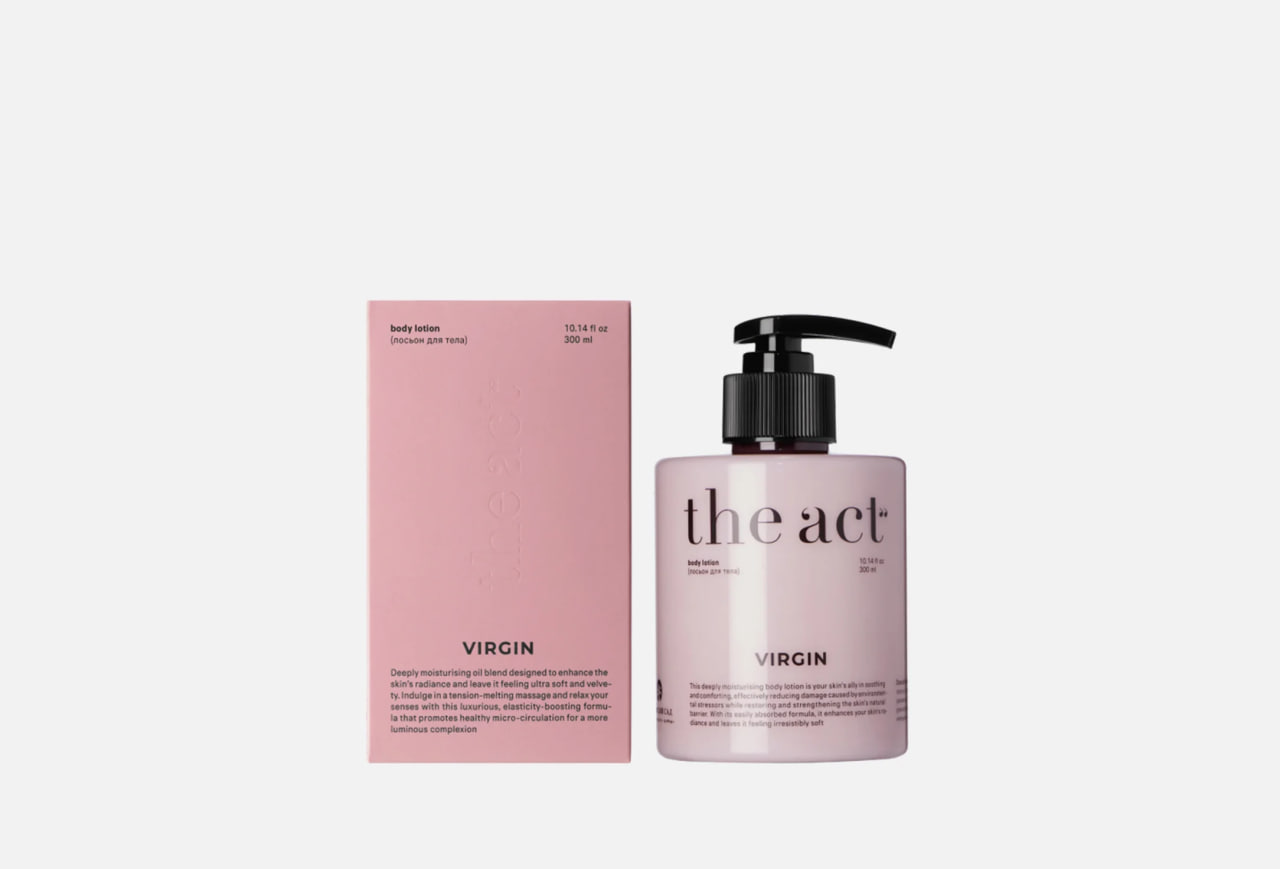 body lotion
(лосьон для тела)
10.14 fl oz
300 ml
the act
VIRGIN
Deeply moisturising oil blend designed to enhance the
skin's radiance and leave it feeling ultra soft and velve-
ty. Indulge in a tension-melting massage and relax your
senses with this luxurious, elasticity-boosting formu-
la that promotes healthy micro-circulation for a more
luminous complexion
the act”
body lotion
(лосьон для тела)
10.14 fl oz
300 ml
VIRGIN
This deeply moisturising body lotion is your skin's ally in soothing
and comforting, effectively reducing damage caused by environmen-
tal stressors while restoring and strengthening the skin's natural
barrier. With its easily absorbed formula, it enhances your skin's ra-
diance and leaves it feeling irresistibly soft